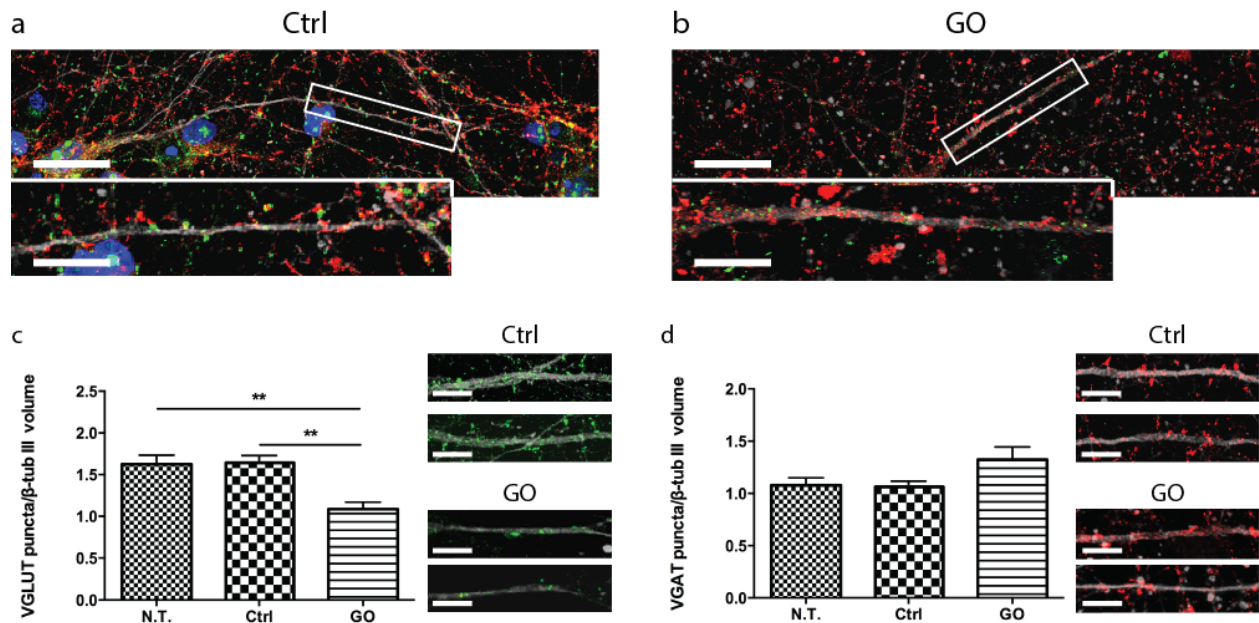 a
Ctrl
b
GO
c
VGLUT puncta/β-tub III volume
2.5
2.0
1.5
1.0
0.5
0.0
**
**
N.T.
Ctrl
GO
Ctrl
GO
d
VGAT puncta/β-tub III volume
2.0
1.5
1.0
0.5
0.0
N.T.
Ctrl
GO
Ctrl
GO